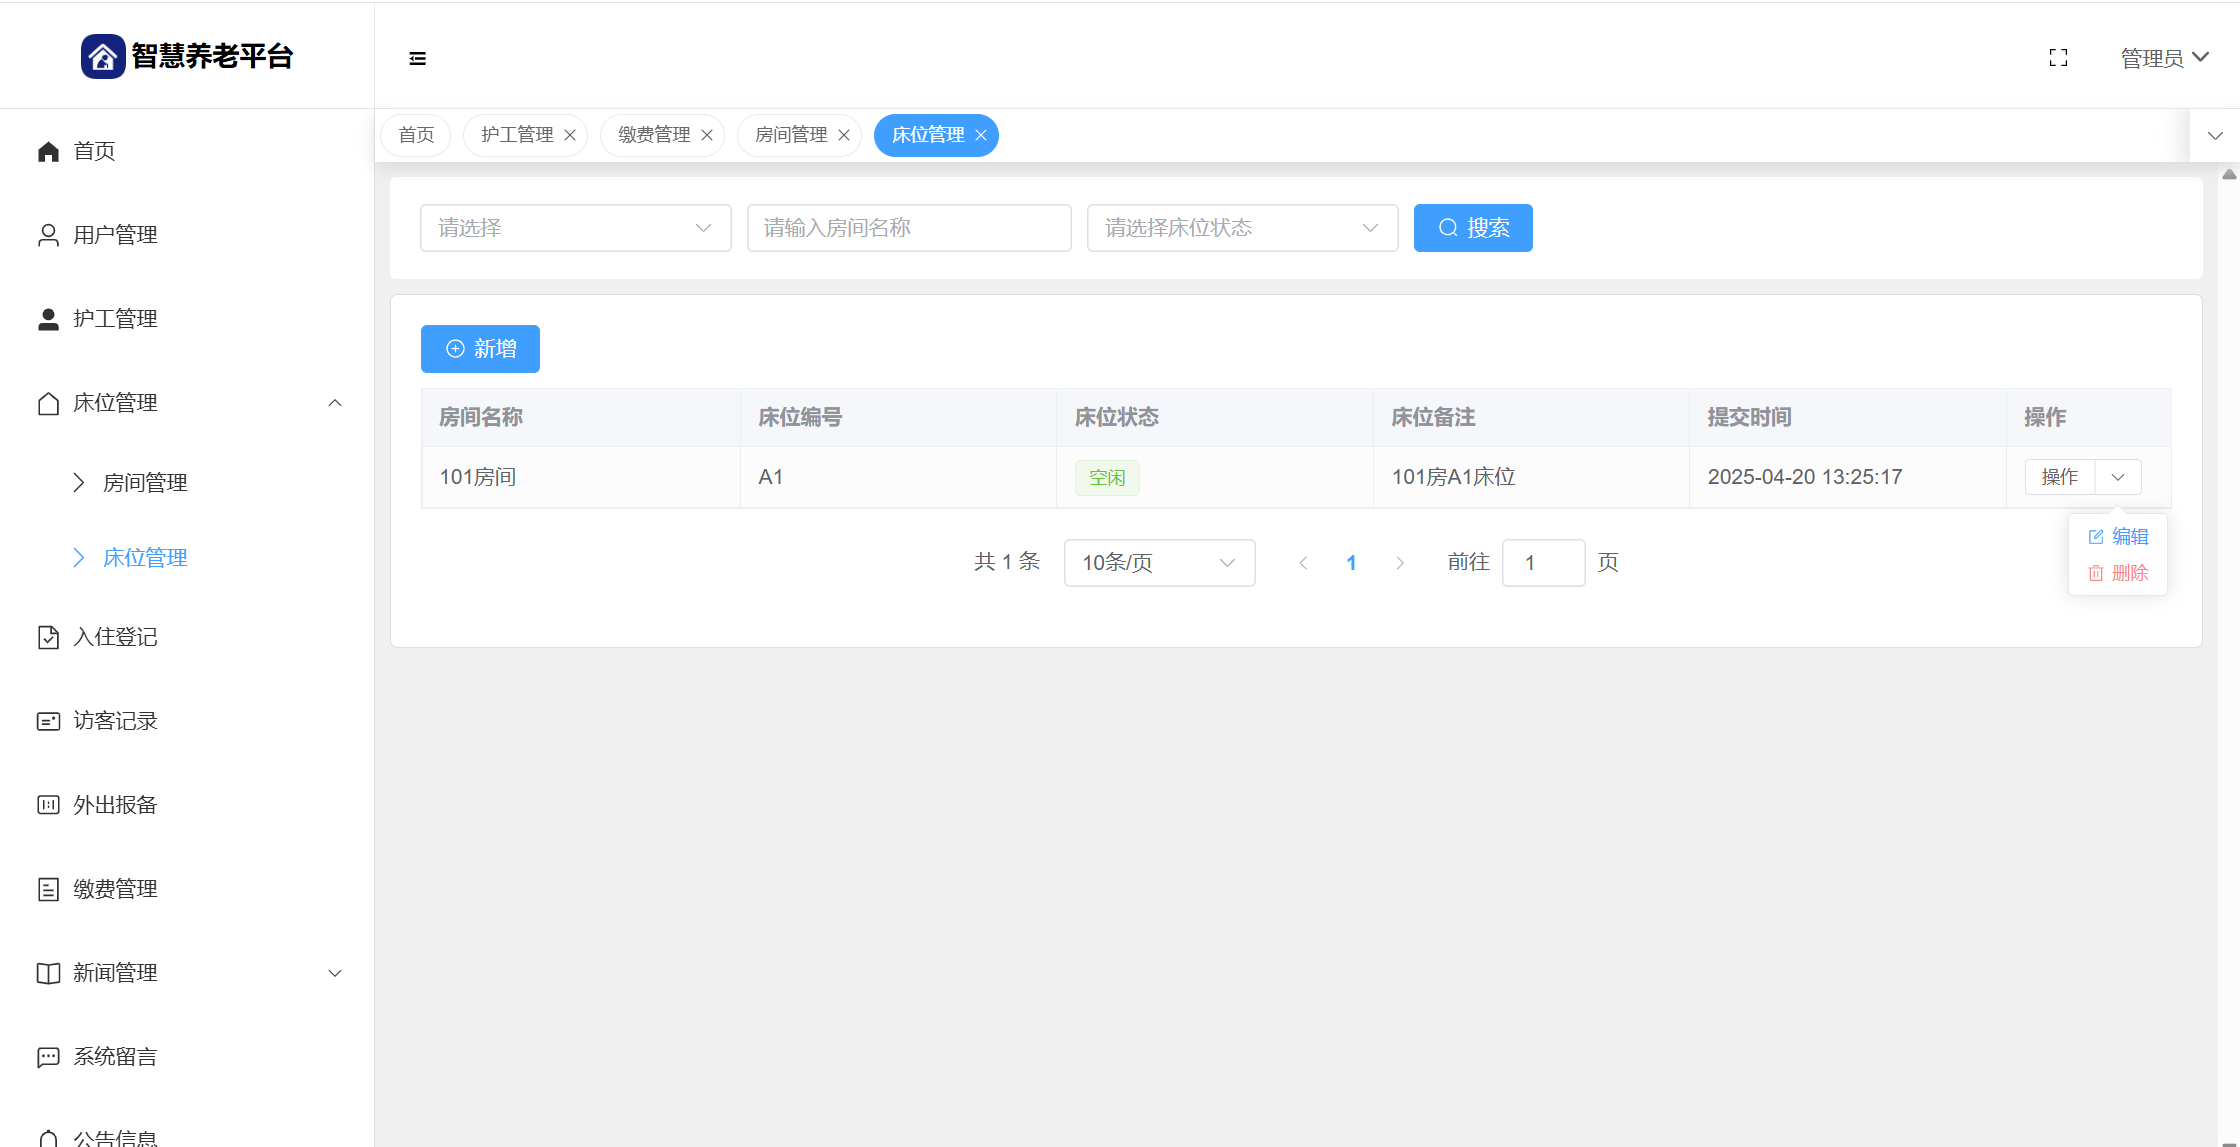 智慧养老平台
管理员
首页
护工管理
缴费管理
房间管理
床位管理
首页
用户管理
护工管理
床位管理
房间管理
床位管理
入住登记
访客记录
外出报备
缴费管理
新闻管理
系统留言
公告信息
请选择
请输入房间名称
请选择床位状态
搜索
新增
房间名称 床位编号 床位状态 床位备注 提交时间 操作
101房间 A1 空闲 101房A1床位 2025-04-20 13:25:17 操作
编辑
删除
共 1 条 10条/页 1 前往 1 页